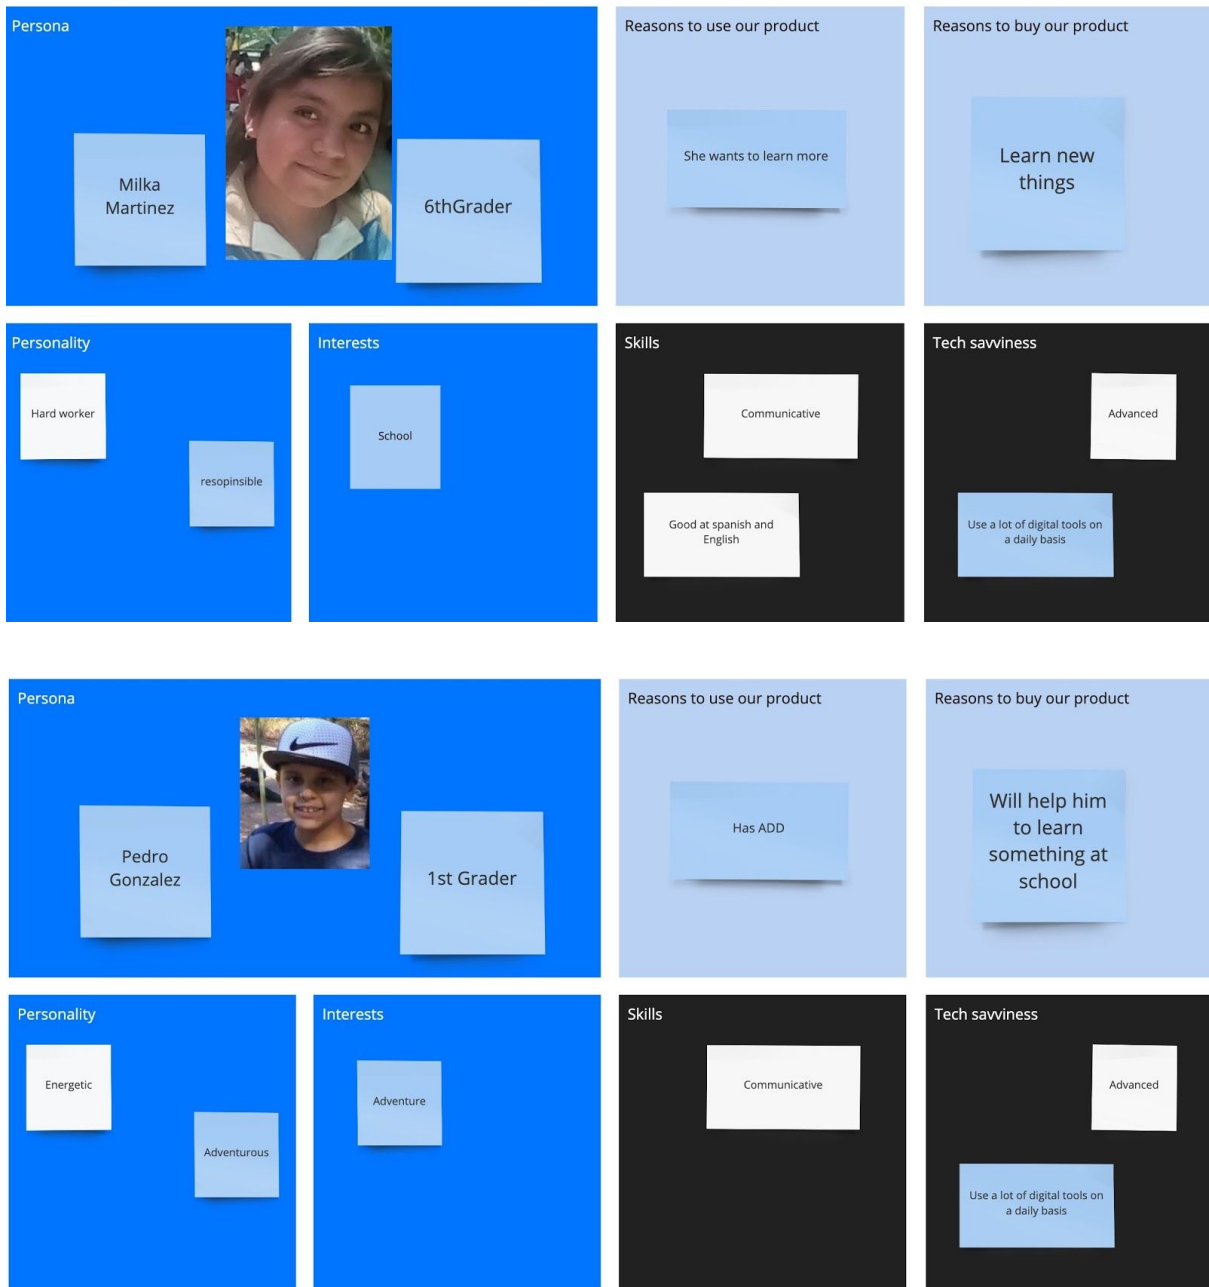 Persona
Milka
Martinez
6thGrader
Reasons to use our product
She wants to learn more
Reasons to buy our product
Learn new
things
Personality
Hard worker
resopinsible
Interests
School
Skills
Communicative
Good at spanish and
English
Tech savviness
Advanced
Use a lot of digital tools on
a daily basis
Persona
Pedro
Gonzalez
1st Grader
Reasons to use our product
Has ADD
Reasons to buy our product
Will help him
to learn
something at
school
Personality
Energetic
Adventurous
Interests
Adventure
Skills
Communicative
Tech savviness
Advanced
Use a lot of digital tools on
a daily basis